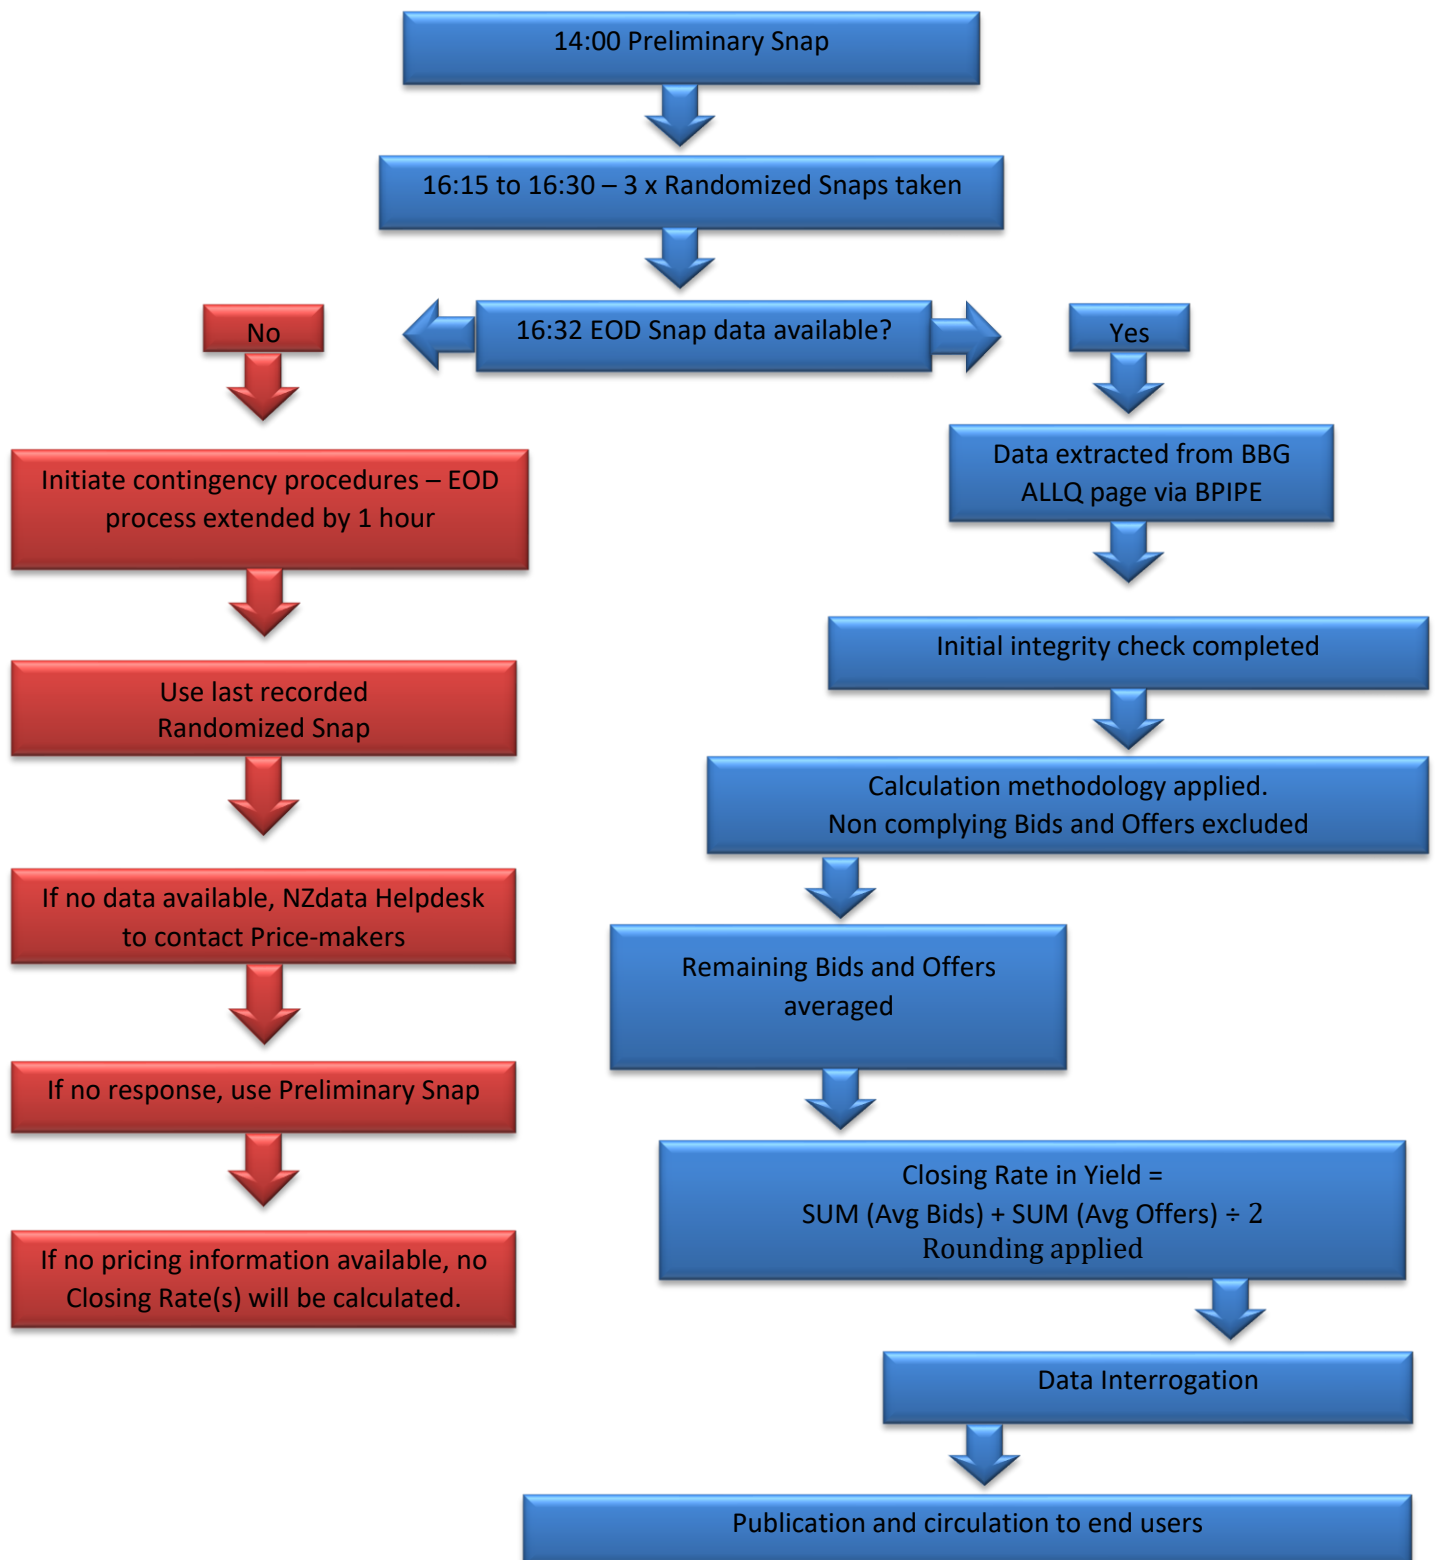 14:00 Preliminary Snap
16:15 to 16:30 – 3 x Randomized Snaps taken
No
16:32 EOD Snap data available?
Yes
Initiate contingency procedures – EOD
process extended by 1 hour
Use last recorded
Randomized Snap
If no data available, NZdata Helpdesk
to contact Price-makers
If no response, use Preliminary Snap
If no pricing information available, no
Closing Rate(s) will be calculated.
Data extracted from BBG
ALLQ page via BPIPE
Initial integrity check completed
Calculation methodology applied.
Non complying Bids and Offers excluded
Remaining Bids and Offers
averaged
Closing Rate in Yield =
SUM (Avg Bids) + SUM (Avg Offers) ÷ 2
Rounding applied
Data Interrogation
Publication and circulation to end users